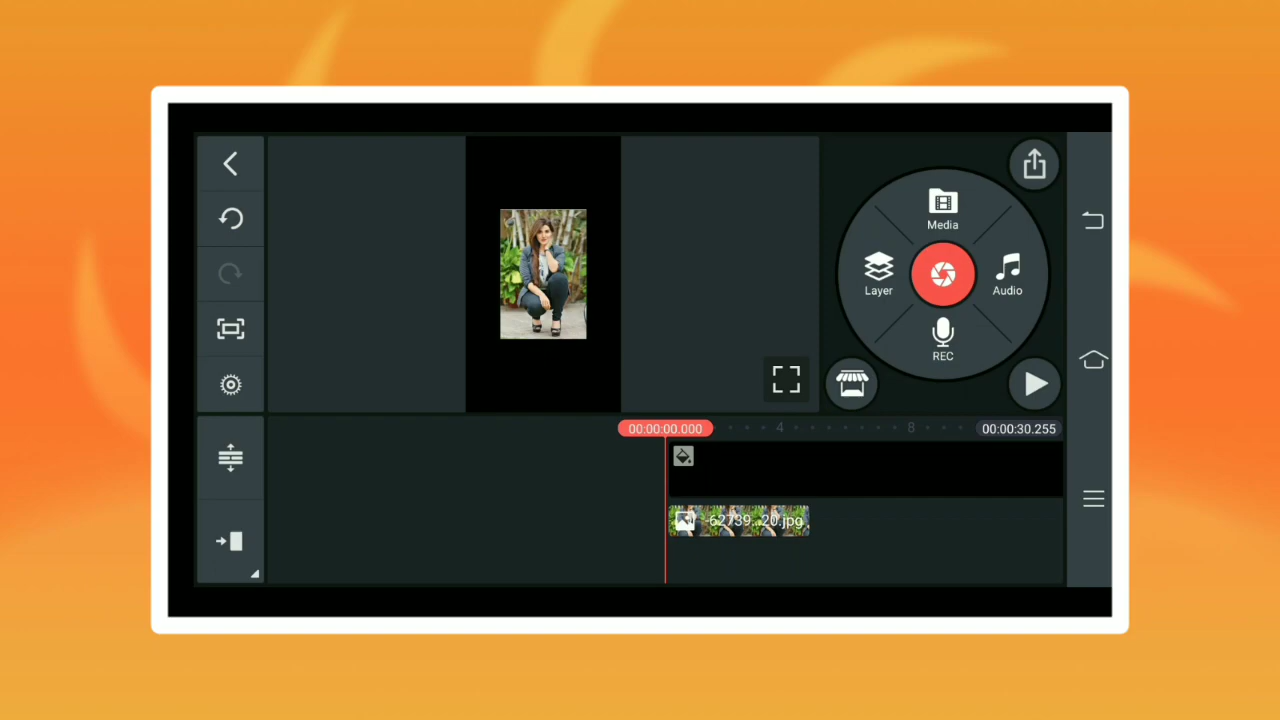 Media
Layer
Audio
REC
00:00:00.000
4
8
00:00:30.255
-62739...20.jpg